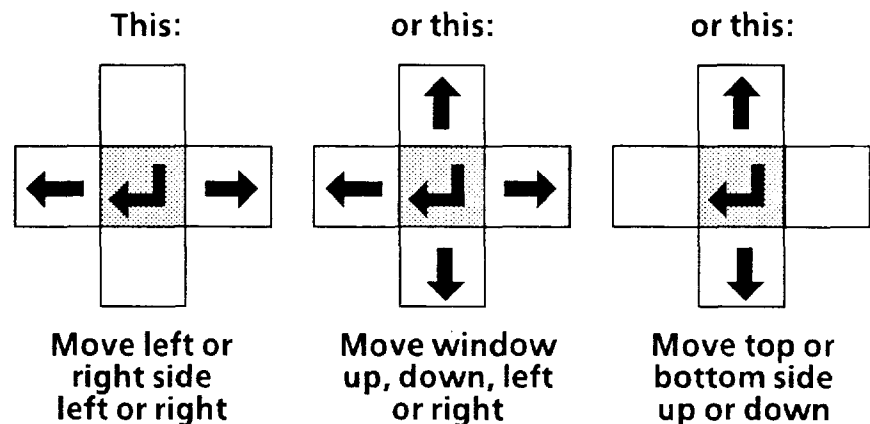 This:
or this:
or this:
Move left or
right side
left or right
Move window
up, down, left
or right
Move top or
bottom side
up or down